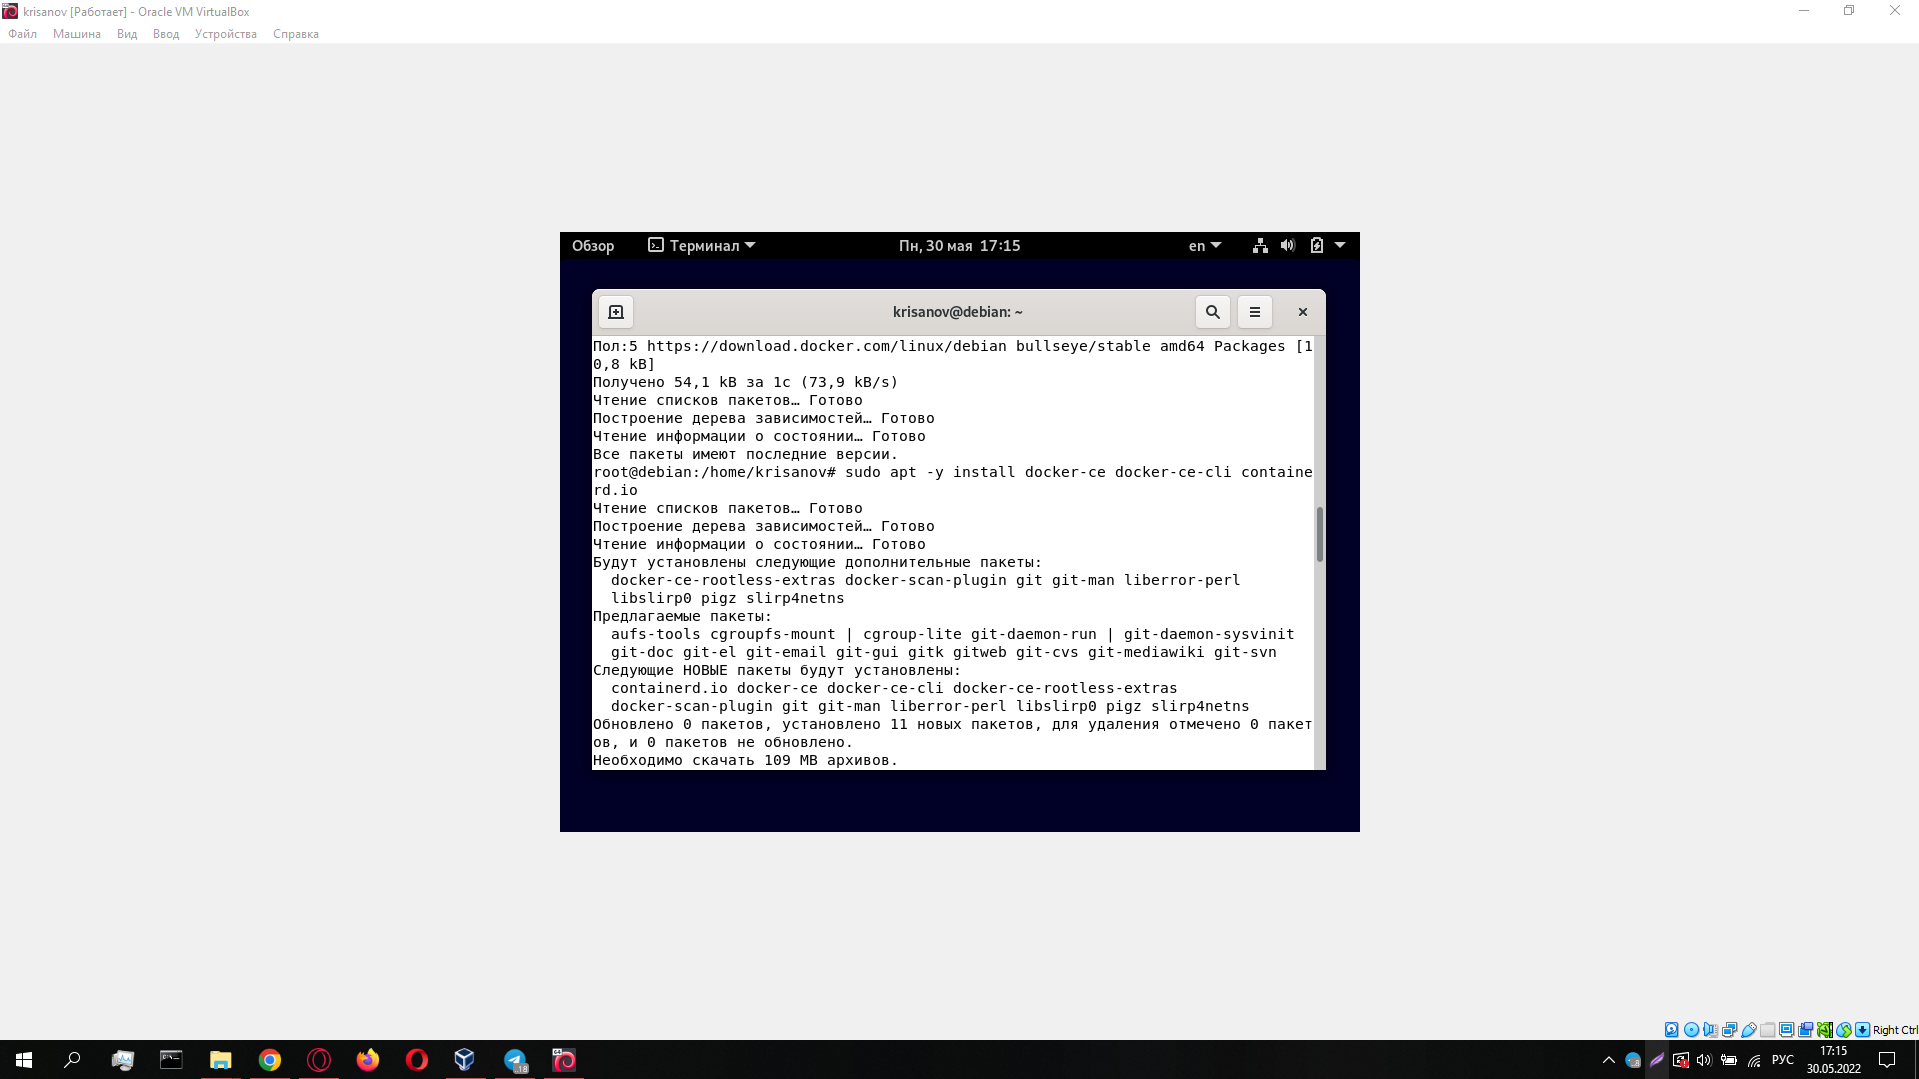 krisanov [Работает] - Oracle VM VirtualBox
Файл Машина Вид Ввод Устройства Справка
Обзор Терминал Пн, 30 мая 17:15 en
krisanov@debian: ~
Пол:5 https://download.docker.com/linux/debian bullseye/stable amd64 Packages [1
0,8 kB]
Получено 54,1 kB за 1с (73,9 kB/s)
Чтение списков пакетов… Готово
Построение дерева зависимостей… Готово
Чтение информации о состоянии… Готово
Все пакеты имеют последние версии.
root@debian:/home/krisanov# sudo apt -y install docker-ce docker-ce-cli containe
rd.io
Чтение списков пакетов… Готово
Построение дерева зависимостей… Готово
Чтение информации о состоянии… Готово
Будут установлены следующие дополнительные пакеты:
docker-ce-rootless-extras docker-scan-plugin git git-man liberror-perl
libslirp0 pigz slirp4netns
Предлагаемые пакеты:
aufs-tools cgroupfs-mount | cgroup-lite git-daemon-run | git-daemon-sysvinit
git-doc git-el git-email git-gui gitk gitweb git-cvs git-mediawiki git-svn
Следующие НОВЫЕ пакеты будут установлены:
containerd.io docker-ce docker-ce-cli docker-ce-rootless-extras
docker-scan-plugin git git-man liberror-perl libslirp0 pigz slirp4netns
Обновлено 0 пакетов, установлено 11 новых пакетов, для удаления отмечено 0 пакет
ов, и 0 пакетов не обновлено.
Необходимо скачать 109 MB архивов.
Right Ctrl
18
РУС
17:15
30.05.2022